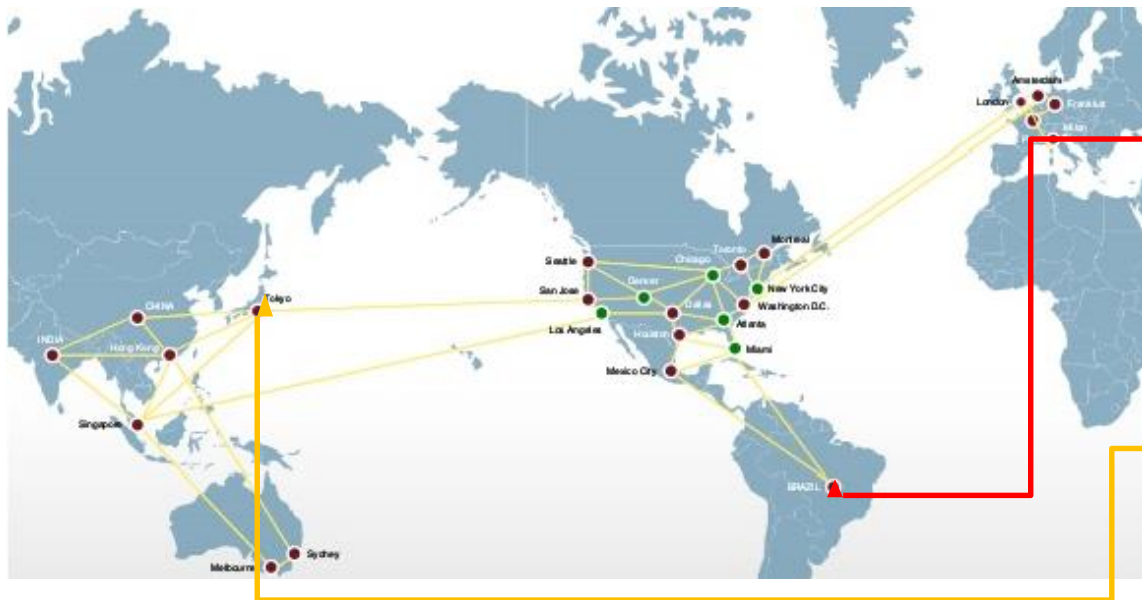 Amsterdam
London
Frankfurt
Milan
Montreal
Toronto
Seattle
Chicago
Denver
New York City
San Jose
Tokyo
Washington D.C.
CHINA
Dallas
Los Angeles
Atlanta
INDIA
Hong Kong
Houston
Miami
Mexico City
Singapore
BRAZIL
Sydney
Melbourne